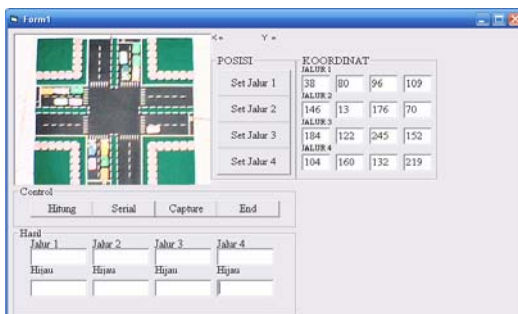 Form1
X= Y =
POSISI
Set Jalur 1
Set Jalur 2
Set Jalur 3
Set Jalur 4
KOORDINAT
JALUR 1
38 80 96 109
JALUR 2
146 13 176 70
JALUR 3
184 122 245 152
JALUR 4
104 160 132 219
Control
Hitung Serial Capture End
Hasil
Jalur 1 Jalur 2 Jalur 3 Jalur 4
Hijau Hijau Hijau Hijau